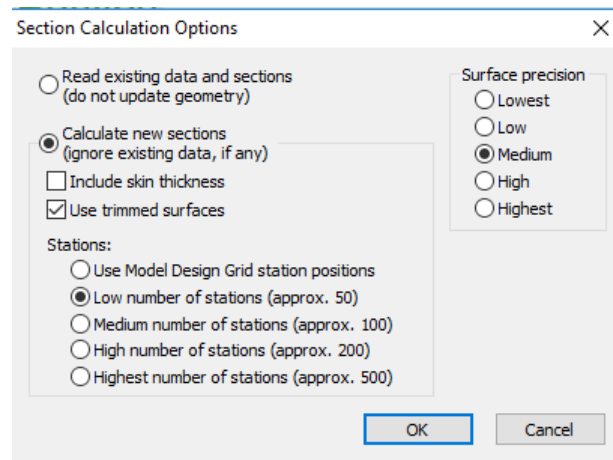 Section Calculation Options
Read existing data and sections
(do not update geometry)
Calculate new sections
(ignore existing data, if any)
Include skin thickness
Use trimmed surfaces
Stations:
Use Model Design Grid station positions
Low number of stations (approx. 50)
Medium number of stations (approx. 100)
High number of stations (approx. 200)
Highest number of stations (approx. 500)
Surface precision
Lowest
Low
Medium
High
Highest
OK
Cancel